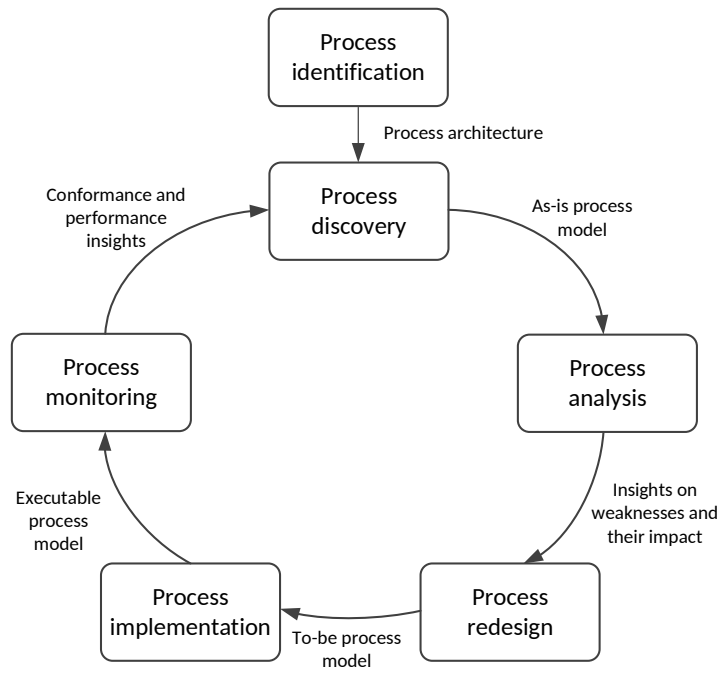 Process
identification
Process architecture
Process
discovery
As-is process
model
Conformance and
performance
insights
Process
analysis
Process
monitoring
Insights on
weaknesses and
their impact
Executable
process
model
Process
redesign
Process
implementation
To-be process
model